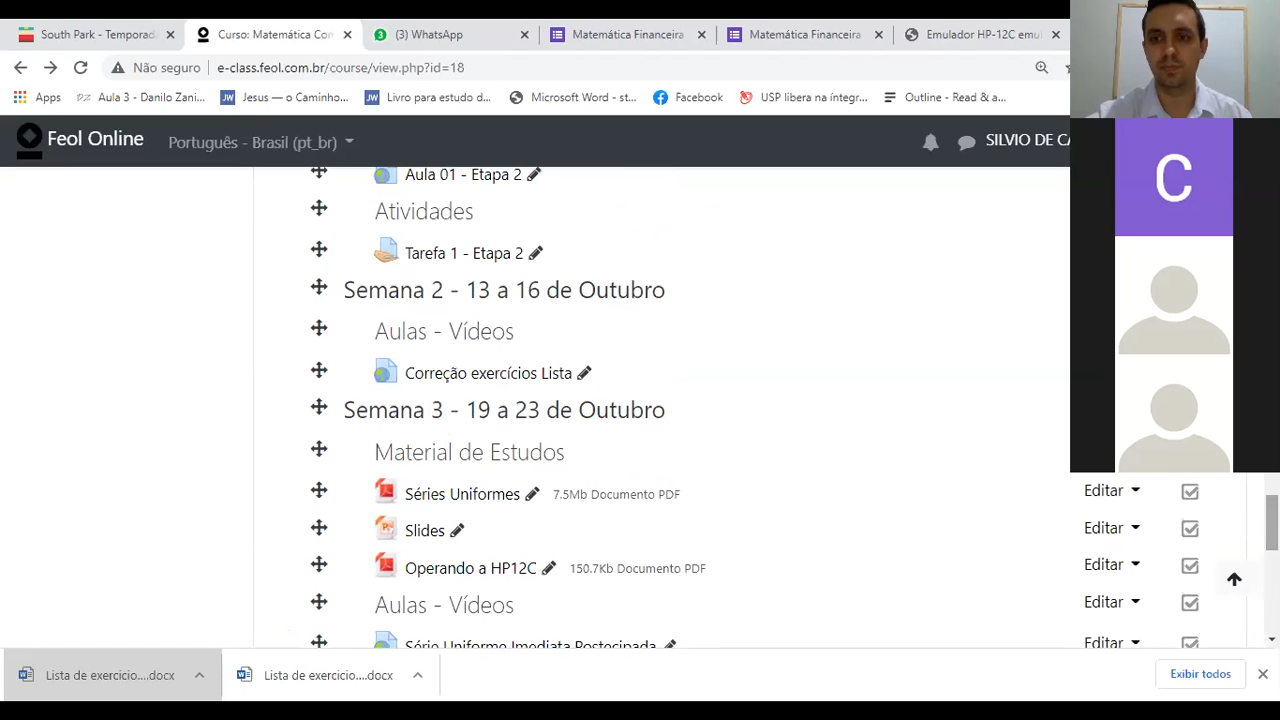 South Park - Temporad
Curso: Matemática Con
(3) WhatsApp
Matemática Financeira
Matemática Financeira
Emulador HP-12C emul
Não seguro
e-class.feol.com.br/course/view.php?id=18
Apps
Aula 3 - Danilo Zani...
Jesus — o Caminho...
Livro para estudo d...
Microsoft Word - st...
Facebook
USP libera na íntegr...
Outline - Read & a...
Feol Online
Português - Brasil (pt_br)
SILVIO DE CA
Aula 01 - Etapa 2
Atividades
Tarefa 1 - Etapa 2
Semana 2 - 13 a 16 de Outubro
Aulas - Vídeos
Correção exercícios Lista
Semana 3 - 19 a 23 de Outubro
Material de Estudos
Séries Uniformes 7.5Mb Documento PDF Editar
Slides Editar
Operando a HP12C 150.7Kb Documento PDF Editar
Aulas - Vídeos Editar
Série Uniforme Imediata Postecipada Editar
Lista de exercicio....docx
Lista de exercicio....docx
Exibir todos
C